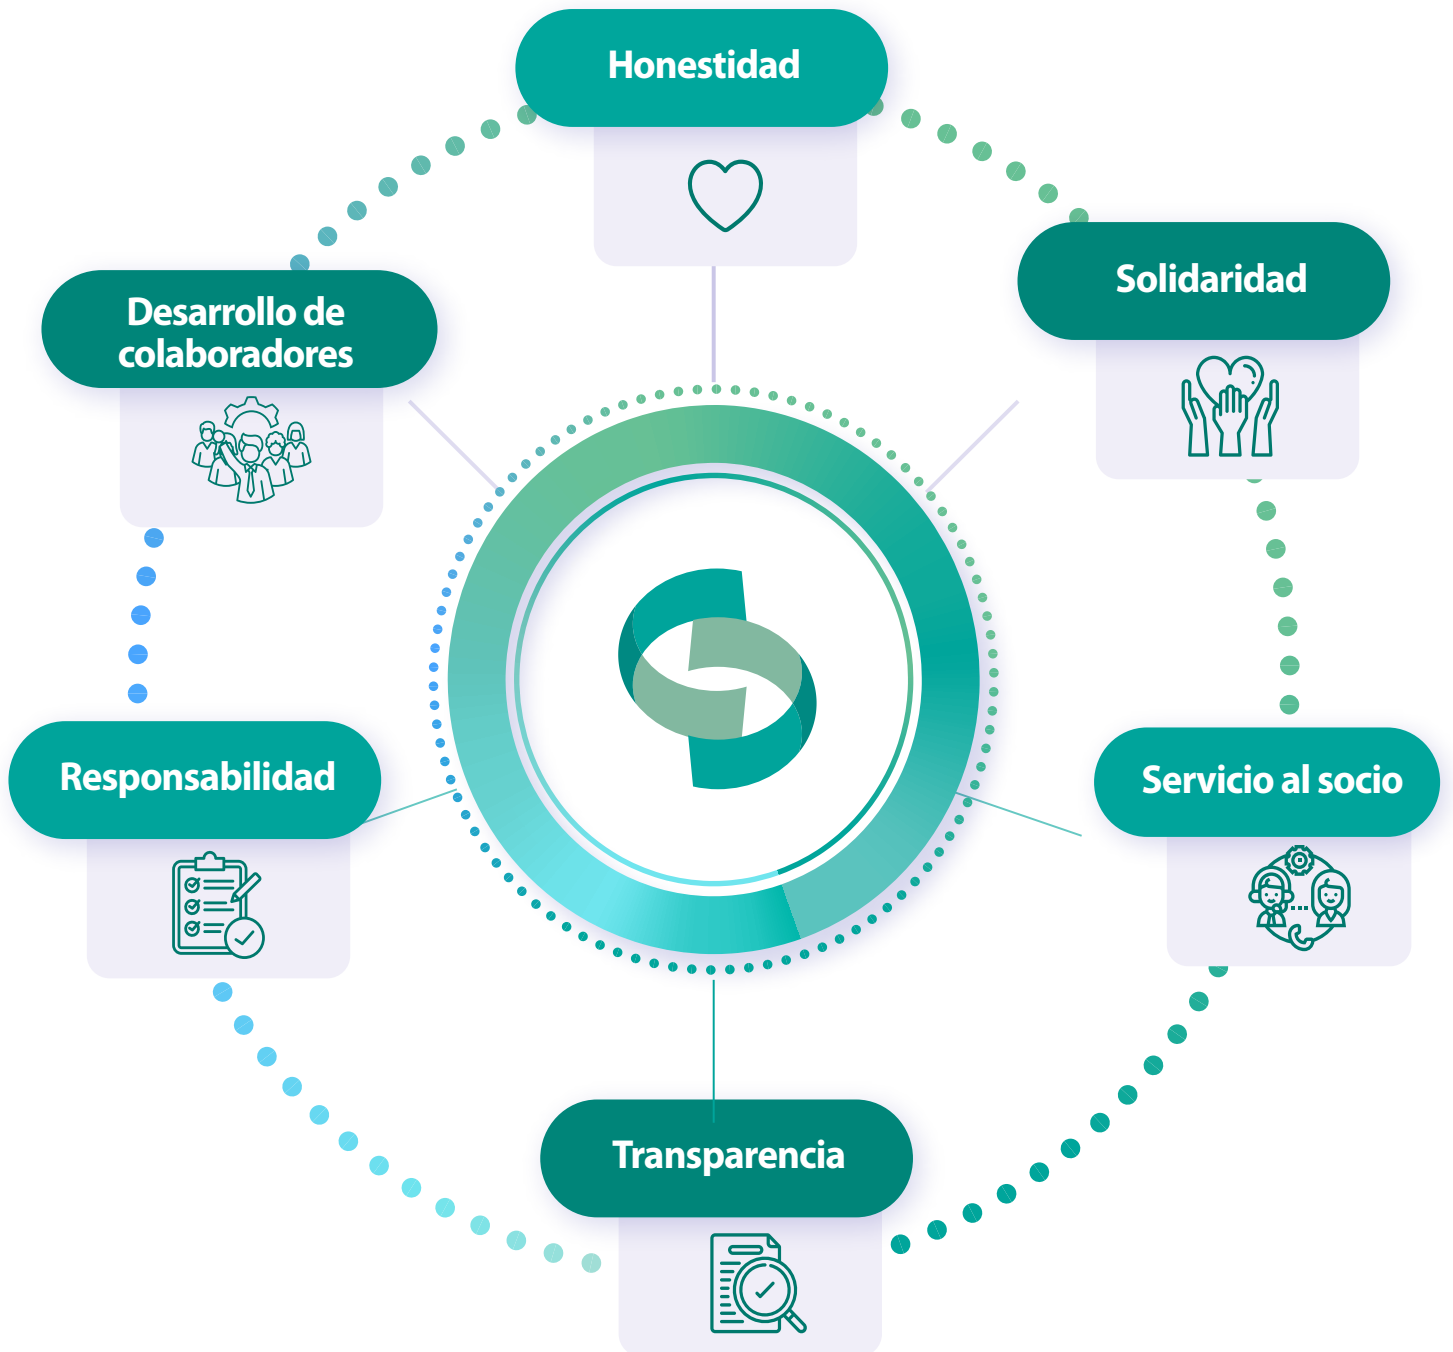 Honestidad
Solidaridad
Desarrollo de
colaboradores
Responsabilidad
Servicio al socio
Transparencia